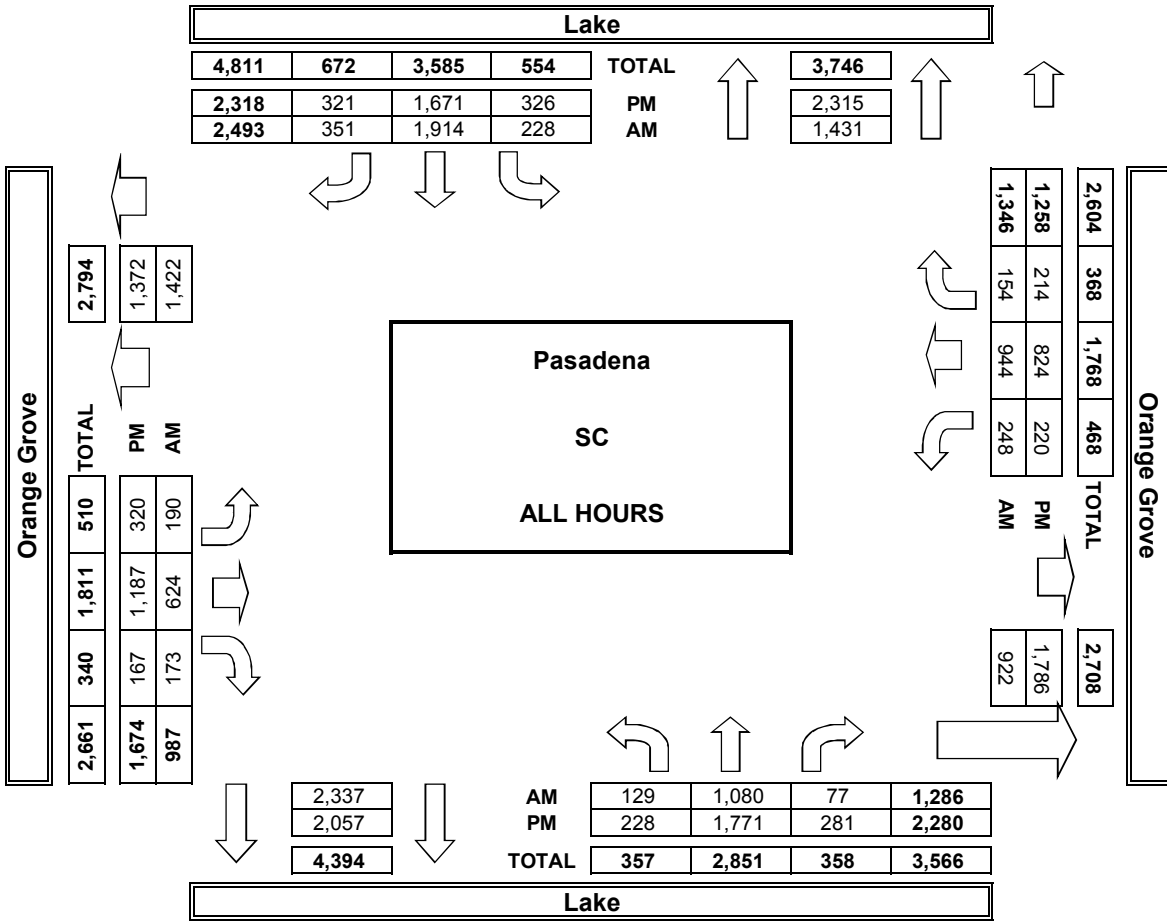 Lake
4,811 672 3,585 554 TOTAL 3,746
2,318 321 1,671 326 PM 2,315
2,493 351 1,914 228 AM 1,431
Orange Grove
2,794 1,372 1,422
TOTAL PM AM
510 320 190
1,811 1,187 624
340 167 173
2,661 1,674 987
Pasadena
SC
ALL HOURS
1,346 1,258 2,604
154 214 368
944 824 1,768
248 220 468
AM PM TOTAL
922 1,786 2,708
Orange Grove
2,337 AM 129 1,080 77 1,286
2,057 PM 228 1,771 281 2,280
4,394 TOTAL 357 2,851 358 3,566
Lake